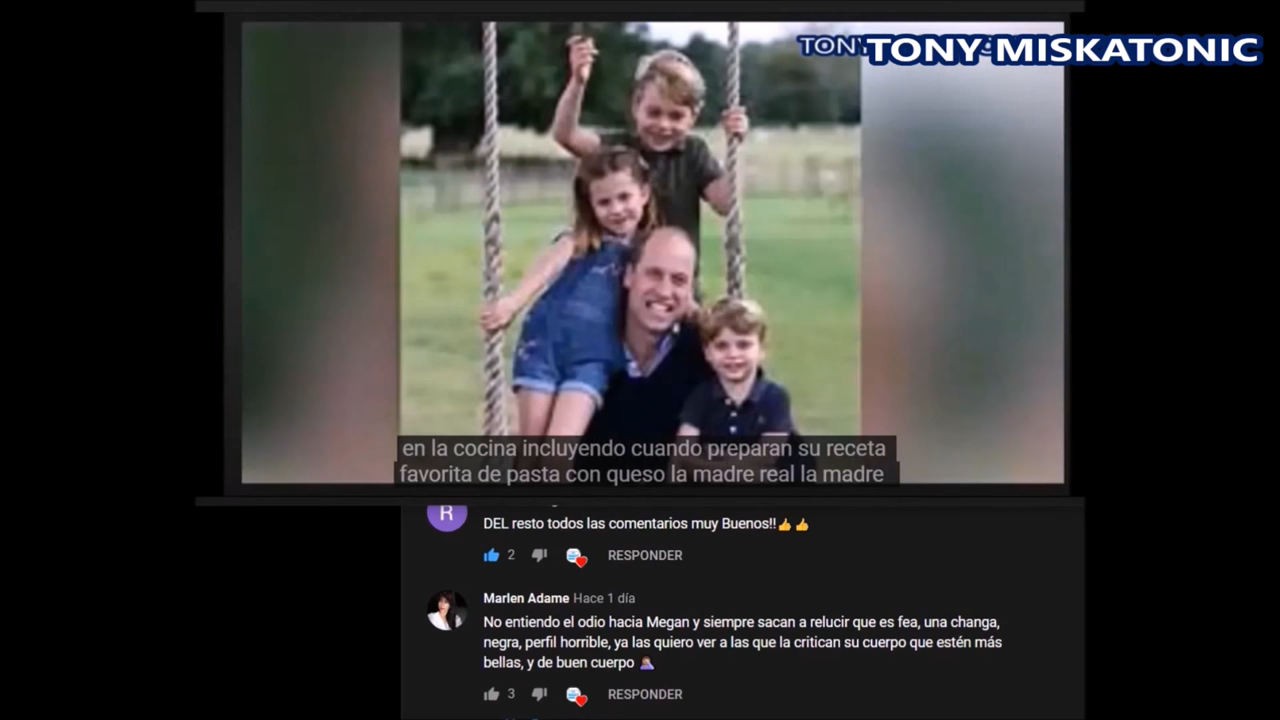 TONY
TONY MISKATONIC
en la cocina incluyendo cuando preparan su receta
favorita de pasta con queso la madre real la madre
R
DEL resto todos las comentarios muy Buenos!!👍👍
2
RESPONDER
Marlen Adame Hace 1 día
No entiendo el odio hacia Megan y siempre sacan a relucir que es fea, una changa,
negra, perfil horrible, ya las quiero ver a las que la critican su cuerpo que estén más
bellas, y de buen cuerpo 🤦🏽‍♀️
3
RESPONDER